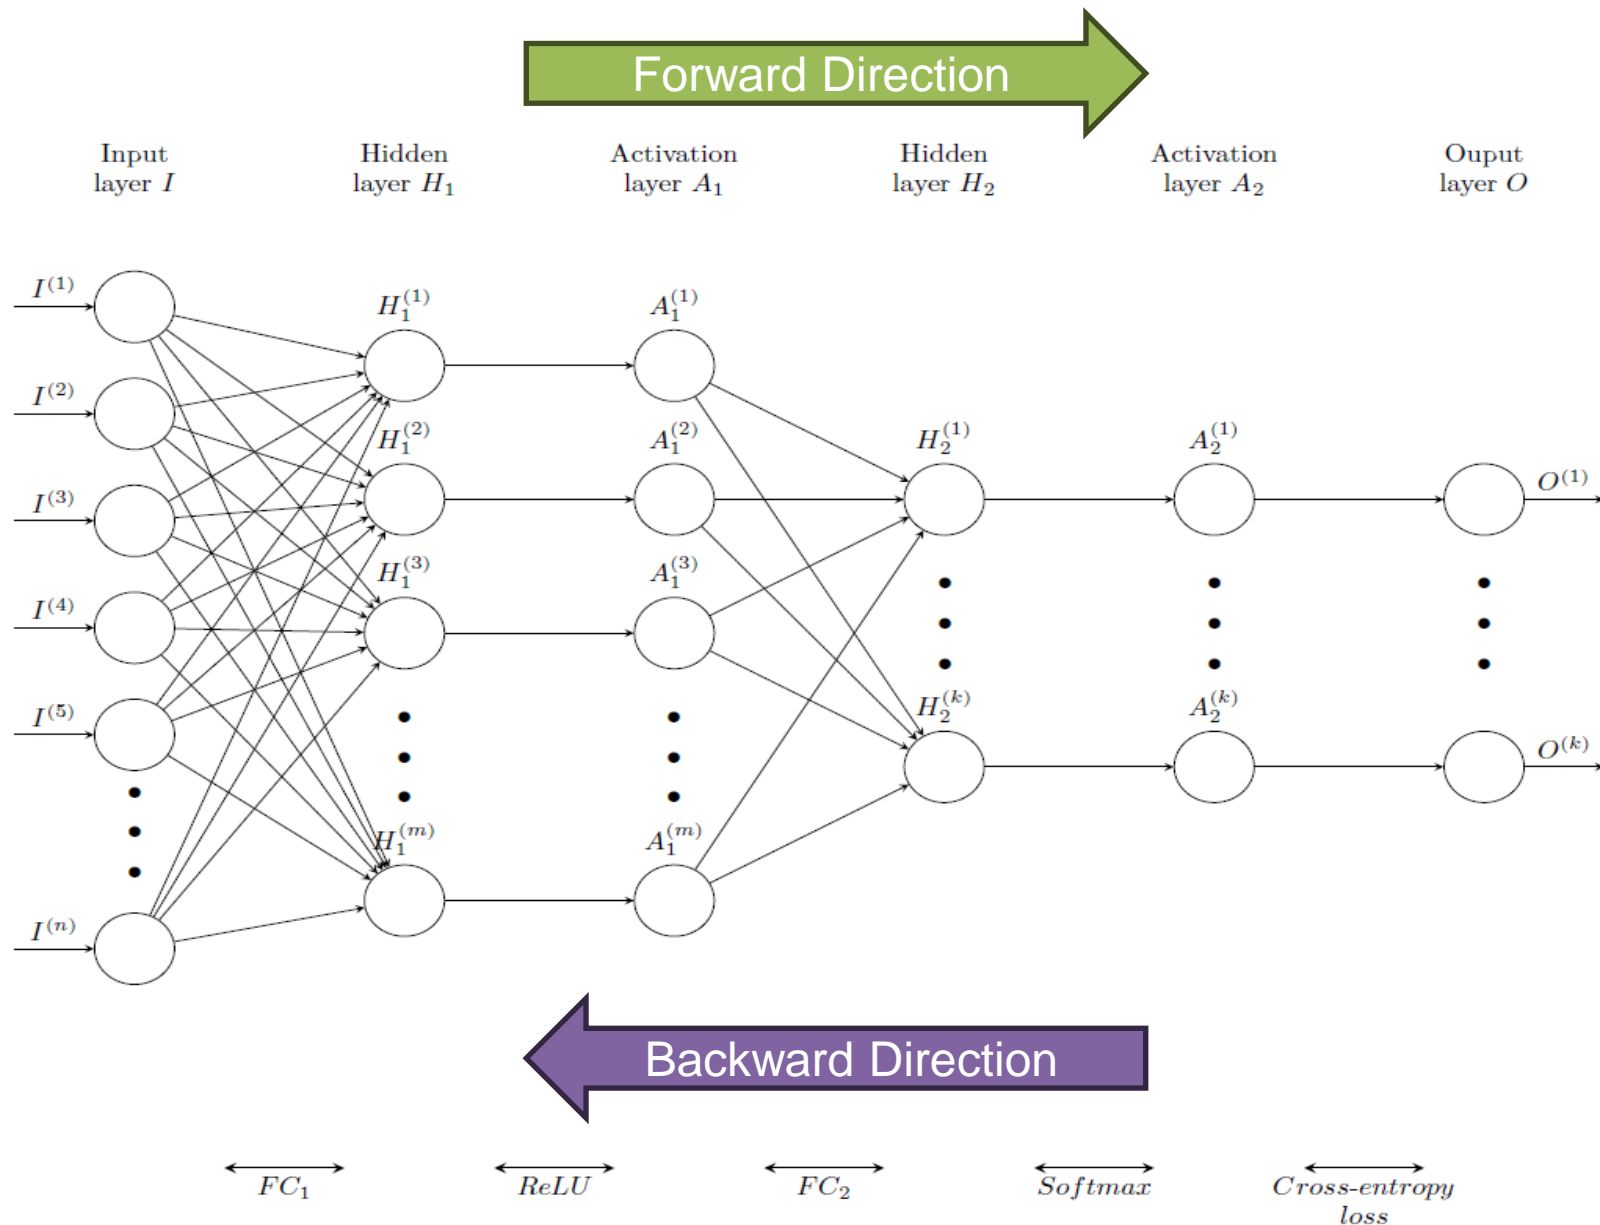 Forward Direction
Input
layer I
Hidden
layer H₁
Activation
layer A₁
Hidden
layer H₂
Activation
layer A₂
Ouput
layer O
I⁽¹⁾
I⁽²⁾
I⁽³⁾
I⁽⁴⁾
I⁽⁵⁾
I⁽ⁿ⁾
H₁⁽¹⁾
H₁⁽²⁾
H₁⁽³⁾
H₁⁽ᵐ⁾
A₁⁽¹⁾
A₁⁽²⁾
A₁⁽³⁾
A₁⁽ᵐ⁾
H₂⁽¹⁾
H₂⁽ᵏ⁾
A₂⁽¹⁾
A₂⁽ᵏ⁾
O⁽¹⁾
O⁽ᵏ⁾
Backward Direction
FC₁
ReLU
FC₂
Softmax
Cross-entropy
loss